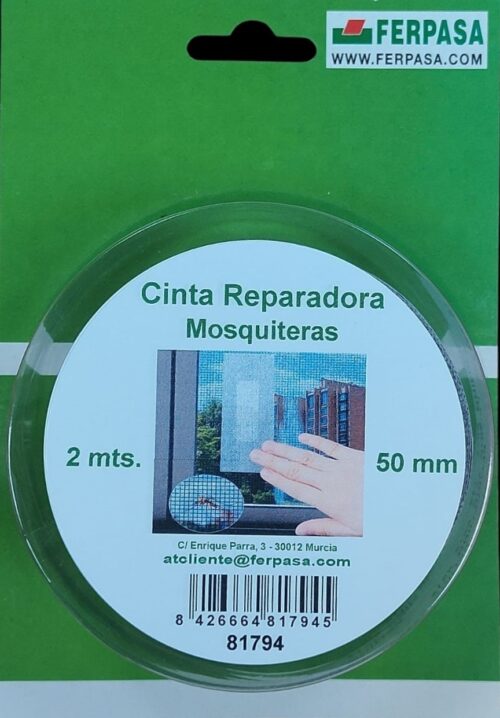 FERPASA
WWW.FERPASA.COM
Cinta Reparadora
Mosquiteras
2 mts.
50 mm
C/ Enrique Parra, 3 - 30012 Murcia
atcliente@ferpasa.com
8 426664 817945
81794